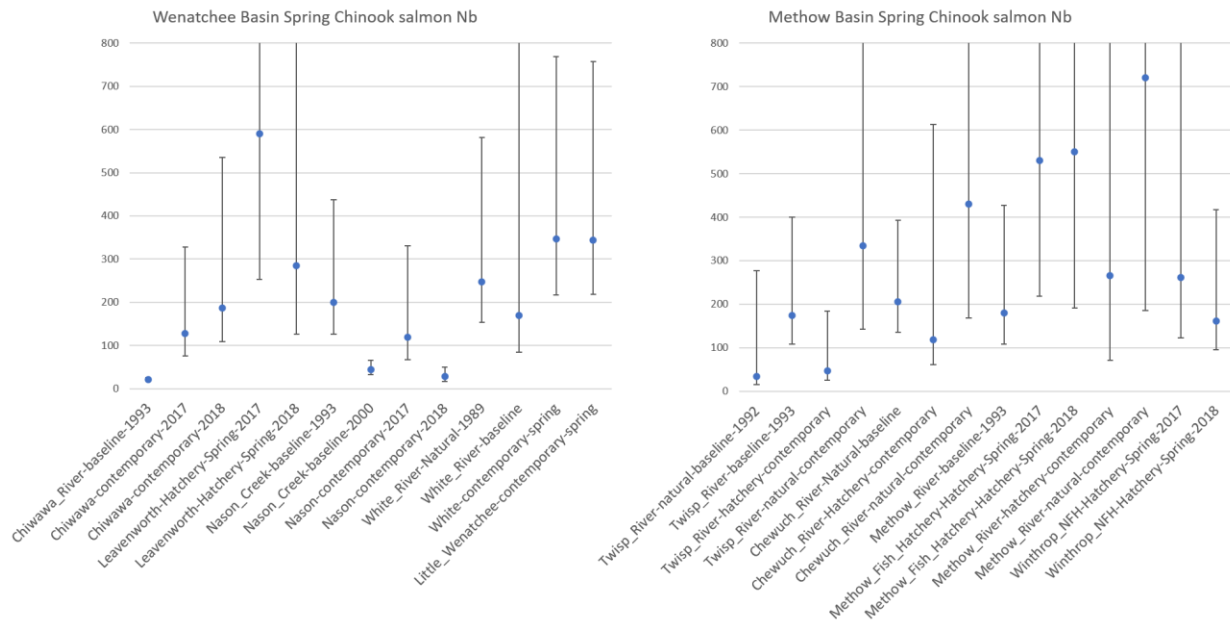 Wenatchee Basin Spring Chinook salmon Nb
800
700
600
500
400
300
200
100
0
Chiwawa_River-baseline-1993
Chiwawa-contemporary-2017
Chiwawa-contemporary-2018
Leavenworth-Hatchery-Spring-2017
Leavenworth-Hatchery-Spring-2018
Nason_Creek-baseline-1993
Nason_Creek-baseline-2000
Nason-contemporary-2017
Nason-contemporary-2018
White_River-Natural-1989
White_River-baseline
White-contemporary-spring
Little_Wenatchee-contemporary-spring
Methow Basin Spring Chinook salmon Nb
800
700
600
500
400
300
200
100
0
Twisp_River-natural-baseline-1992
Twisp_River-baseline-1993
Twisp_River-hatchery-contemporary
Twisp_River-natural-contemporary
Chewuch_River-Natural-baseline
Chewuch_River-Hatchery-contemporary
Chewuch_River-natural-contemporary
Methow_River-baseline-1993
Methow_Fish_Hatchery-Hatchery-Spring-2017
Methow_Fish_Hatchery-Hatchery-Spring-2018
Methow_River-hatchery-contemporary
Methow_River-natural-contemporary
Winthrop_NFH-Hatchery-Spring-2017
Winthrop_NFH-Hatchery-Spring-2018